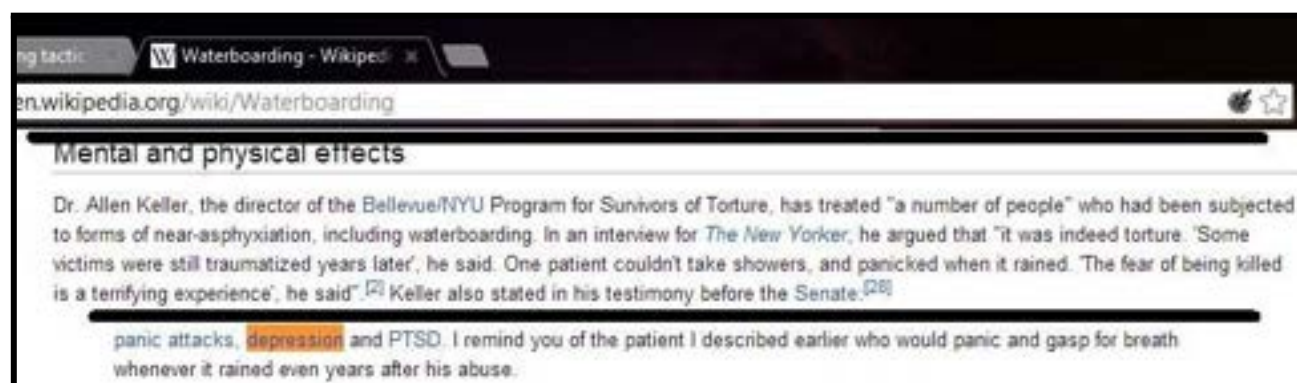 ng tactic
W Waterboarding - Wikiped
en.wikipedia.org/wiki/Waterboarding
Mental and physical effects
Dr. Allen Keller, the director of the Bellevue/NYU Program for Survivors of Torture, has treated "a number of people" who had been subjected
to forms of near-asphyxiation, including waterboarding. In an interview for The New Yorker, he argued that "it was indeed torture. 'Some
victims were still traumatized years later', he said. One patient couldn't take showers, and panicked when it rained. 'The fear of being killed
is a terrifying experience', he said".[2] Keller also stated in his testimony before the Senate:[28]
panic attacks, depression and PTSD. I remind you of the patient I described earlier who would panic and gasp for breath
whenever it rained even years after his abuse.